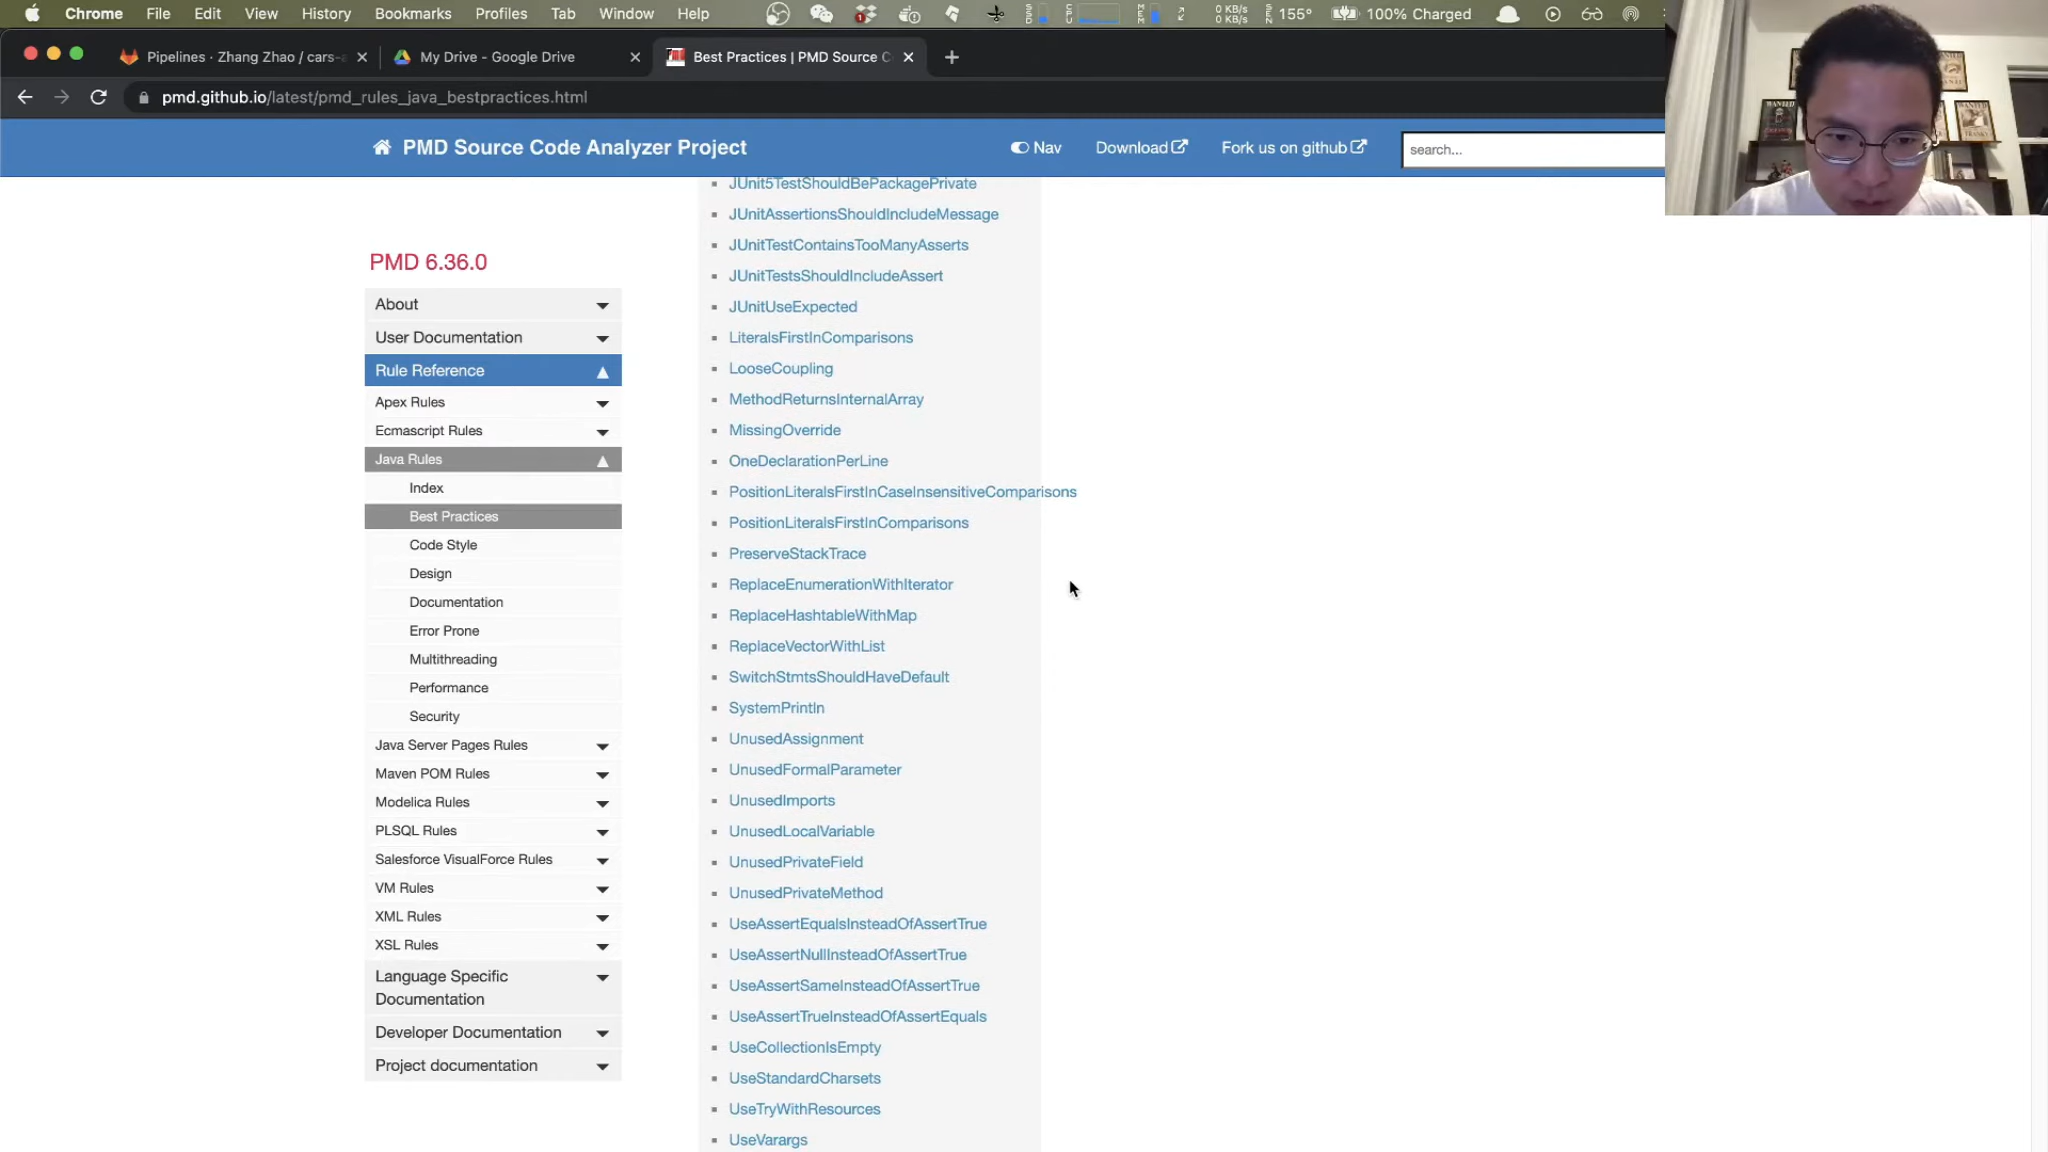 Chrome File Edit View History Bookmarks Profiles Tab Window Help 0 KB/s 0 KB/s 155° 100% Charged
Pipelines · Zhang Zhao / cars-a
My Drive - Google Drive
Best Practices | PMD Source C
pmd.github.io/latest/pmd_rules_java_bestpractices.html
PMD Source Code Analyzer Project
Nav
Download
Fork us on github
search...
WANTED
WANTED
PMD 6.36.0
About
User Documentation
Rule Reference
Apex Rules
Ecmascript Rules
Java Rules
Index
Best Practices
Code Style
Design
Documentation
Error Prone
Multithreading
Performance
Security
Java Server Pages Rules
Maven POM Rules
Modelica Rules
PLSQL Rules
Salesforce VisualForce Rules
VM Rules
XML Rules
XSL Rules
Language Specific
Documentation
Developer Documentation
Project documentation
JUnit5TestShouldBePackagePrivate
JUnitAssertionsShouldIncludeMessage
JUnitTestContainsTooManyAsserts
JUnitTestsShouldIncludeAssert
JUnitUseExpected
LiteralsFirstInComparisons
LooseCoupling
MethodReturnsInternalArray
MissingOverride
OneDeclarationPerLine
PositionLiteralsFirstInCaseInsensitiveComparisons
PositionLiteralsFirstInComparisons
PreserveStackTrace
ReplaceEnumerationWithIterator
ReplaceHashtableWithMap
ReplaceVectorWithList
SwitchStmtsShouldHaveDefault
SystemPrintln
UnusedAssignment
UnusedFormalParameter
UnusedImports
UnusedLocalVariable
UnusedPrivateField
UnusedPrivateMethod
UseAssertEqualsInsteadOfAssertTrue
UseAssertNullInsteadOfAssertTrue
UseAssertSameInsteadOfAssertTrue
UseAssertTrueInsteadOfAssertEquals
UseCollectionIsEmpty
UseStandardCharsets
UseTryWithResources
UseVarargs